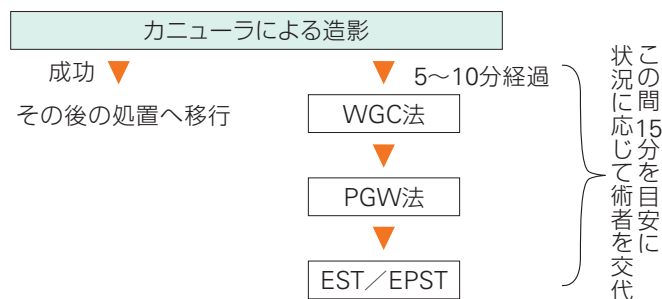 カニューラによる造影
成功
5〜10分経過
その後の処置へ移行
WGC法
PGW法
EST／EPST
この間15分を目安に
状況に応じて術者を交代